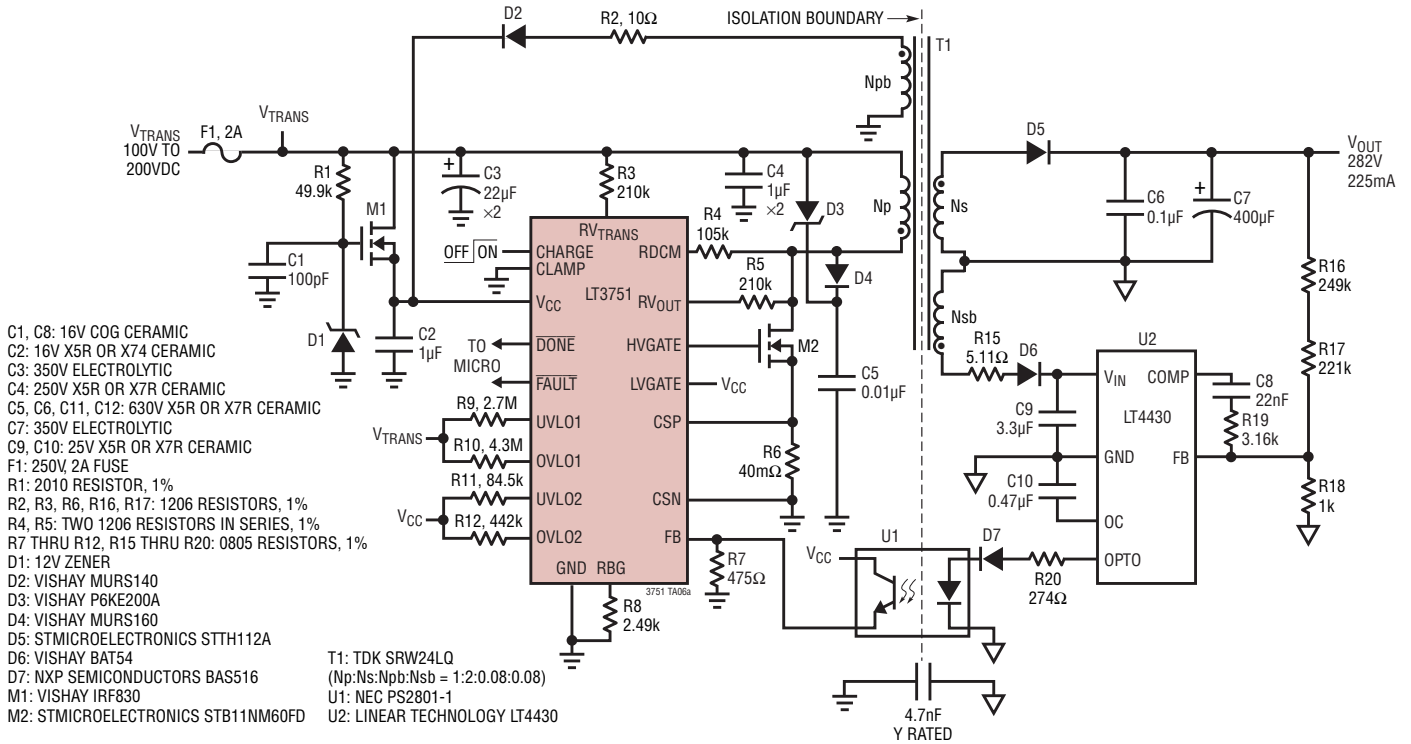 D2
R2, 10Ω
ISOLATION BOUNDARY
T1
Npb
VTRANS
100V TO
200VDC
F1, 2A
VTRANS
R1
49.9k
M1
C3
22µF
×2
+
R3
210k
C4
1µF
×2
D3
Np
Ns
D5
C6
0.1µF
+
C7
400µF
VOUT
282V
225mA
C1
100pF
OFF ON
RVTRANS
CHARGE
CLAMP
LT3751
VCC
DONE
FAULT
UVLO1
OVLO1
UVLO2
OVLO2
GND
RBG
RDCM
RVOUT
HVGATE
LVGATE
CSP
CSN
FB
3751 TA06a
R4
105k
R5
210k
D4
M2
VCC
C5
0.01µF
R6
40mΩ
D1
C2
1µF
TO
MICRO
R9, 2.7M
VTRANS
R10, 4.3M
R11, 84.5k
VCC
R12, 442k
R8
2.49k
R7
475Ω
Nsb
R15
5.11Ω
D6
U2
VIN
COMP
LT4430
GND
FB
OC
OPTO
C9
3.3µF
C10
0.47µF
C8
22nF
R19
3.16k
R16
249k
R17
221k
R18
1k
U1
VCC
D7
R20
274Ω
4.7nF
Y RATED
C1, C8: 16V COG CERAMIC
C2: 16V X5R OR X74 CERAMIC
C3: 350V ELECTROLYTIC
C4: 250V X5R OR X7R CERAMIC
C5, C6, C11, C12: 630V X5R OR X7R CERAMIC
C7: 350V ELECTROLYTIC
C9, C10: 25V X5R OR X7R CERAMIC
F1: 250V, 2A FUSE
R1: 2010 RESISTOR, 1%
R2, R3, R6, R16, R17: 1206 RESISTORS, 1%
R4, R5: TWO 1206 RESISTORS IN SERIES, 1%
R7 THRU R12, R15 THRU R20: 0805 RESISTORS, 1%
D1: 12V ZENER
D2: VISHAY MURS140
D3: VISHAY P6KE200A
D4: VISHAY MURS160
D5: STMICROELECTRONICS STTH112A
D6: VISHAY BAT54
D7: NXP SEMICONDUCTORS BAS516
M1: VISHAY IRF830
M2: STMICROELECTRONICS STB11NM60FD
T1: TDK SRW24LQ
(Np:Ns:Npb:Nsb = 1:2:0.08:0.08)
U1: NEC PS2801-1
U2: LINEAR TECHNOLOGY LT4430